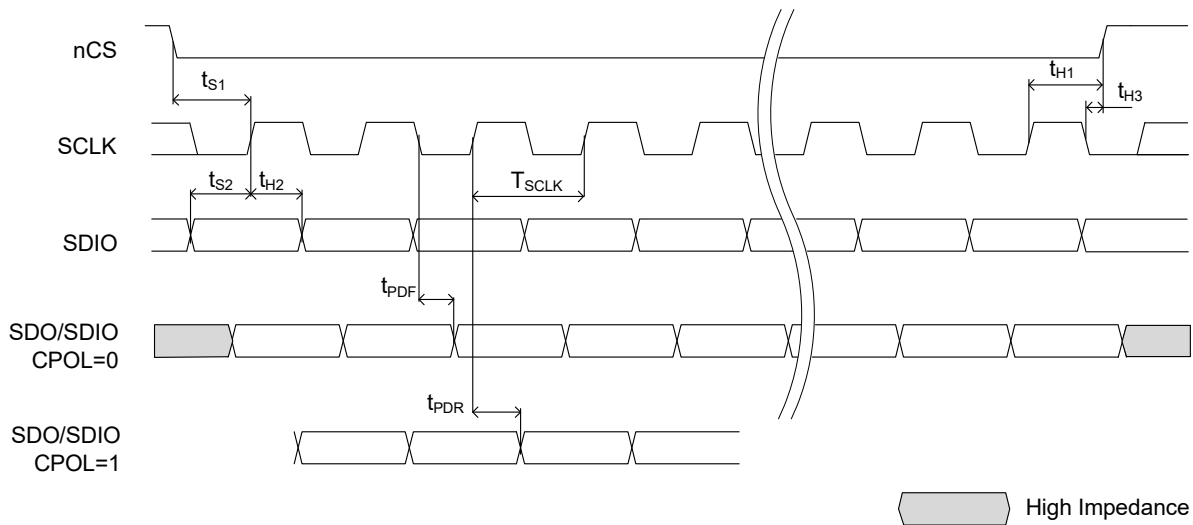 nCS
tS1
tH1
tH3
SCLK
tS2
tH2
TSCLK
SDIO
tPDF
SDO/SDIO
CPOL=0
tPDR
SDO/SDIO
CPOL=1
High Impedance